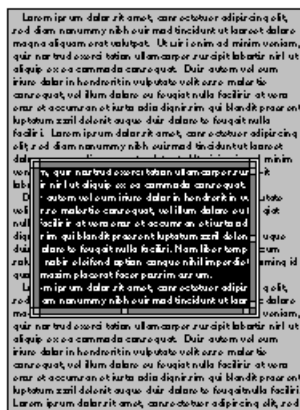 Lorem ipsum dolor sit amet, consectetuer adipiscing elit,
sed diam nonummy nibh euismod tincidunt ut laoreet dolore
magna aliquam erat volutpat. Ut wisi enim ad minim veniam,
quis nostrud exerci tation ullamcorper suscipit lobortis nisl ut
aliquip ex ea commodo consequat. Duis autem vel eum
iriure dolor in hendrerit in vulputate velit esse molestie
consequat, vel illum dolore eu feugiat nulla facilisis at vero
eros et accumsan et iusto odio dignissim qui blandit praesent
luptatum zzril delenit augue duis dolore te feugait nulla
facilisi. Lorem ipsum dolor sit amet, consectetuer adipiscing
elit, sed diam nonummy nibh euismod tincidunt ut laoreet
minim
quis nostrud exerci tation ullamcorper sus
nisl ut aliquip ex ea commodo consequat.
autem vel eum iriure dolor in hendrerit in vu
esse molestie consequat, vel illum dolore eu
facilisis at vero eros et accumsan et iusto od
qui blandit praesent luptatum zzril delen
dolore te feugait nulla facilisi. Nam liber temp
nobis eleifend option congue nihil imperdie
mazim placerat facer possim assum.
ipsum dolor sit amet, consectetuer adipis
diam nonummy nibh euismod tincidunt ut laor
quis nostrud exerci tation ullamcorper suscipit lobortis nisl ut
aliquip ex ea commodo consequat. Duis autem vel eum
iriure dolor in hendrerit in vulputate velit esse molestie
consequat, vel illum dolore eu feugiat nulla facilisis at vero
eros et accumsan et iusto odio dignissim qui blandit praesent
luptatum zzril delenit augue duis dolore te feugait nulla facilisi.
Lorem ipsum dolor sit amet, consectetuer adipiscing elit, sed